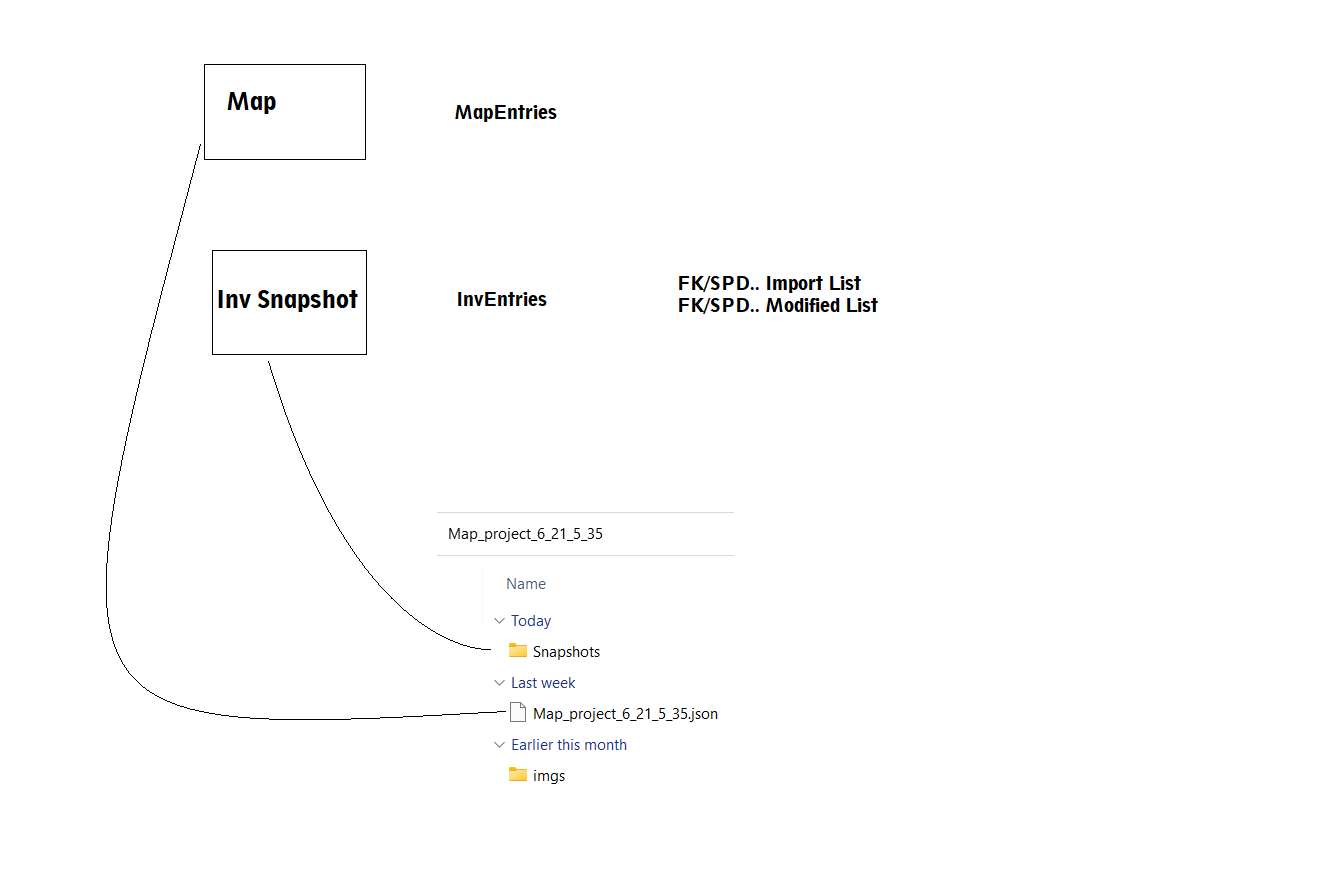 Map
MapEntries
Inv Snapshot
InvEntries
FK/SPD.. Import List
FK/SPD.. Modified List
Map_project_6_21_5_35
Name
Today
Snapshots
Last week
Map_project_6_21_5_35.json
Earlier this month
imgs